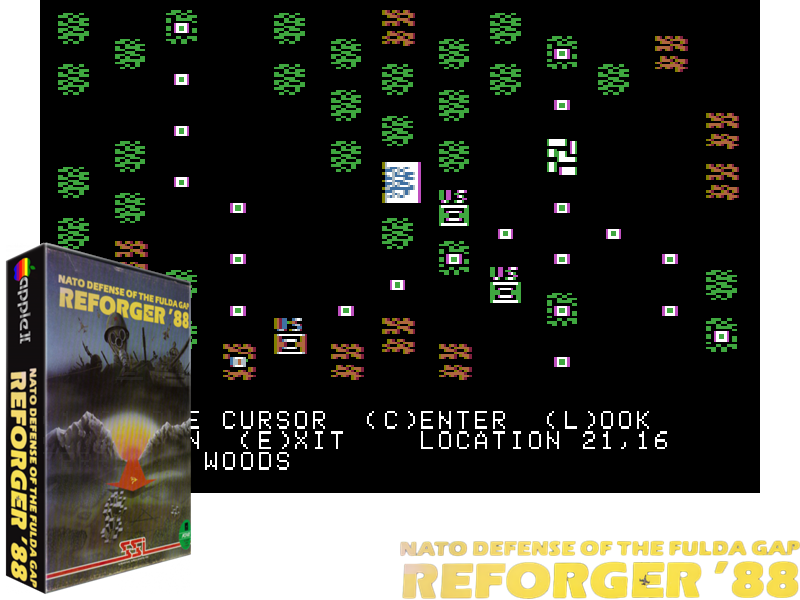 US
US
US
E CURSOR (C)ENTER (L)OOK
N (E)XIT LOCATION 21,16
WOODS
apple II
NATO DEFENSE OF THE FULDA GAP
REFORGER '88
NATO DEFENSE OF THE FULDA GAP
REFORGER '88
SSI
NATO DEFENSE OF THE FULDA GAP
REFORGER '88